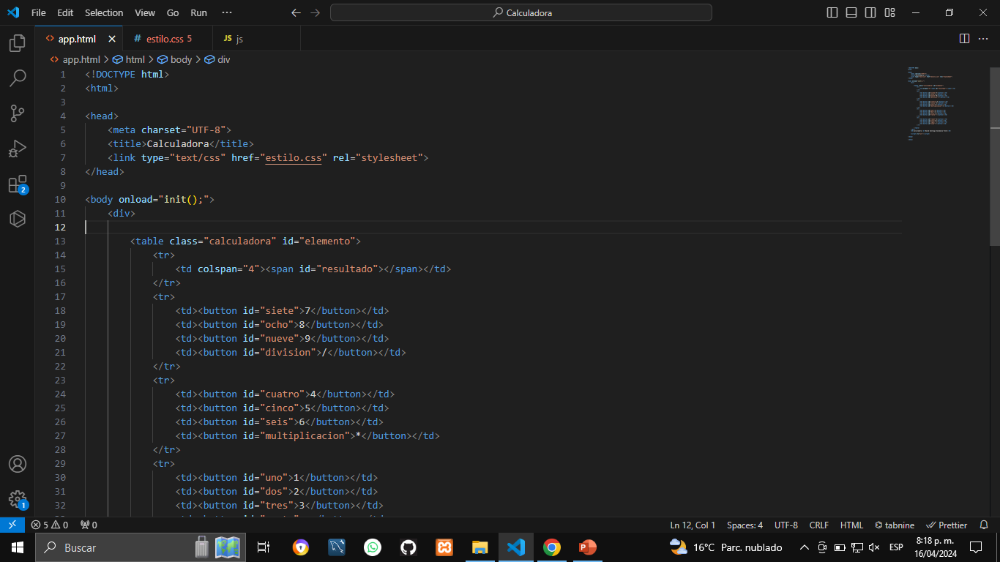 File Edit Selection View Go Run ··· Calculadora
app.html estilo.css 5 JS js
app.html > html > body > div
1 <!DOCTYPE html>
2 <html>
3
4 <head>
5 <meta charset="UTF-8">
6 <title>Calculadora</title>
7 <link type="text/css" href="estilo.css" rel="stylesheet">
8 </head>
9
10 <body onload="init();">
11 <div>
12
13 <table class="calculadora" id="elemento">
14 <tr>
15 <td colspan="4"><span id="resultado"></span></td>
16 </tr>
17 <tr>
18 <td><button id="siete">7</button></td>
19 <td><button id="ocho">8</button></td>
20 <td><button id="nueve">9</button></td>
21 <td><button id="division">/</button></td>
22 </tr>
23 <tr>
24 <td><button id="cuatro">4</button></td>
25 <td><button id="cinco">5</button></td>
26 <td><button id="seis">6</button></td>
27 <td><button id="multiplicacion">*</button></td>
28 </tr>
29 <tr>
30 <td><button id="uno">1</button></td>
31 <td><button id="dos">2</button></td>
32 <td><button id="tres">3</button></td>
2
1
5 0 0 Ln 12, Col 1 Spaces: 4 UTF-8 CRLF HTML tabnine Prettier
Buscar 16°C Parc. nublado ESP 8:18 p. m.
16/04/2024